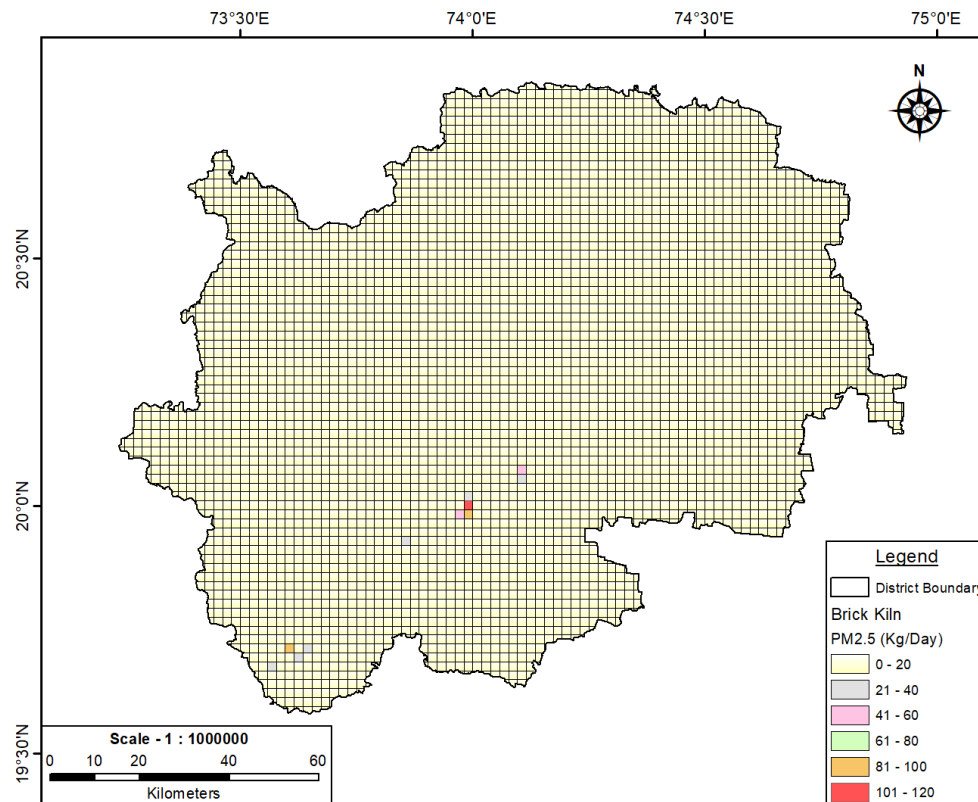 73°30'E 74°0'E 74°30'E 75°0'E
N
20°30'N
20°0'N
19°30'N
Legend
District Boundary
Brick Kiln
PM2.5 (Kg/Day)
0 - 20
21 - 40
41 - 60
61 - 80
81 - 100
101 - 120
Scale - 1 : 1000000
0 10 20 40 60
Kilometers